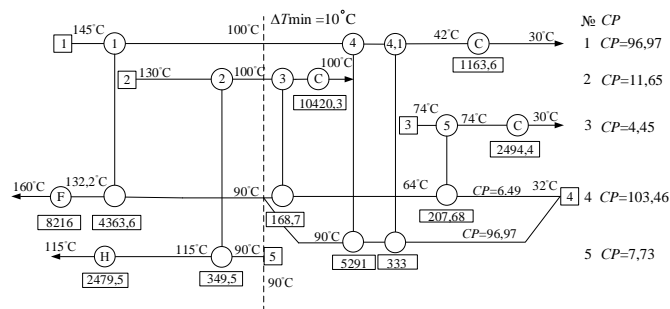 ΔTmin =10°C
№ CP
1 145°C 1 100°C 4 4,1 42°C C 30°C 1 CP=96,97
1163,6
2 130°C 2 100°C 3 C 100°C 2 CP=11,65
10420,3
3 74°C 5 74°C C 30°C 3 CP=4,45
2494,4
160°C F 132,2°C 90°C 64°C CP=6.49 32°C 4 4 CP=103,46
8216 4363,6 168,7 207,68
90°C CP=96,97
115°C H 115°C 90°C 5 5291 333 5 CP=7,73
2479,5 349,5 90°C